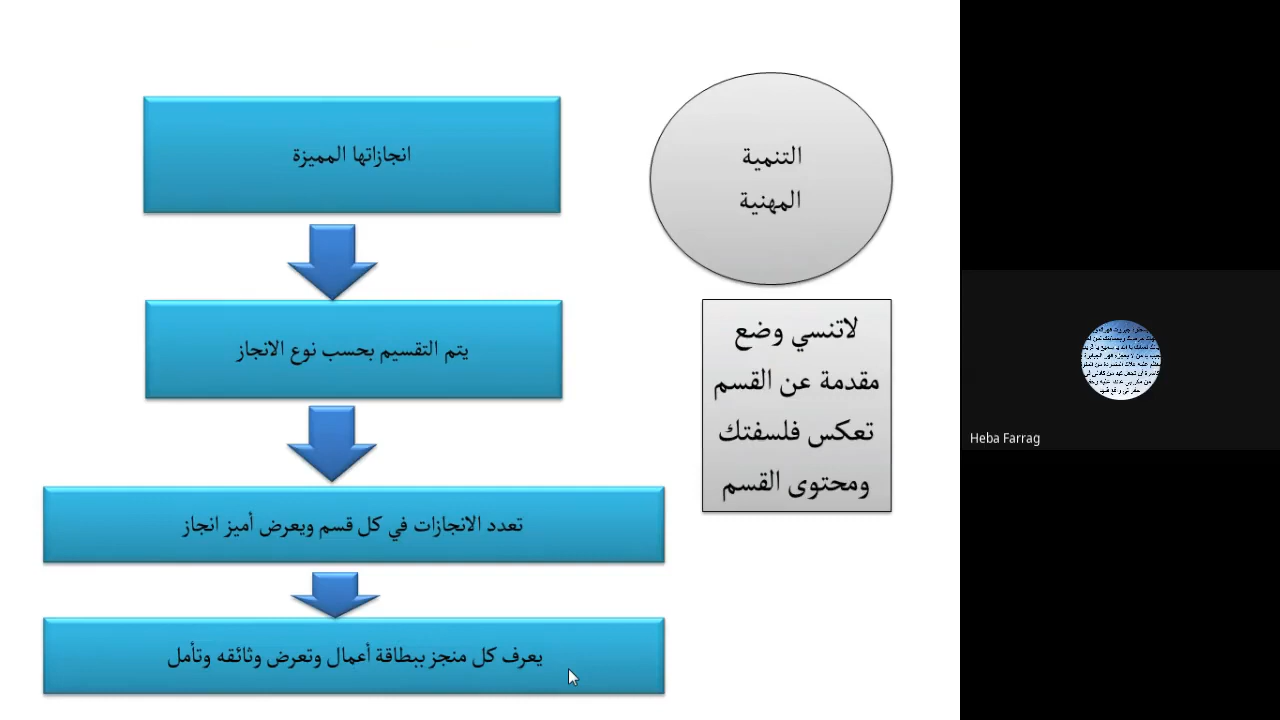 التنمية
المهنية
انجازاتها المميزة
لاتنسي وضع
مقدمة عن القسم
تعكس فلسفتك
ومحتوى القسم
يتم التقسيم بحسب نوع الانجاز
تعدد الانجازات في كل قسم ويعرض أميز انجاز
يعرف كل منجز ببطاقة أعمال وتعرض وثائقه وتأمل
Heba Farrag